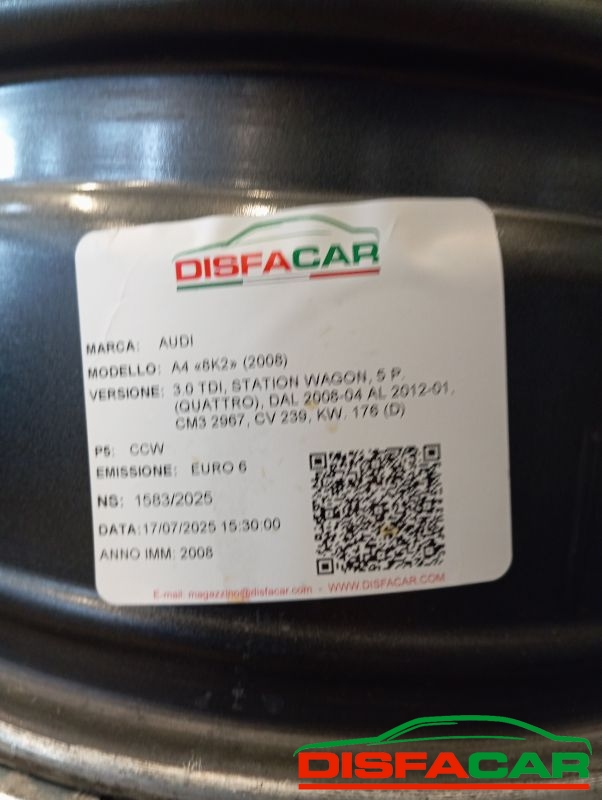 DISFACAR
MARCA: AUDI
MODELLO: A4 «8K2» (2008)
VERSIONE: 3.0 TDI, STATION WAGON, 5 P.
(QUATTRO), DAL 2008-04 AL 2012-01,
CM3 2967, CV 239, KW. 176 (D)
P5: CCW
EMISSIONE: EURO 6
NS: 1583/2025
DATA:17/07/2025 15:30:00
ANNO IMM: 2008
E-mail: magazzino@disfacar.com - WWW.DISFACAR.COM
DISFACAR